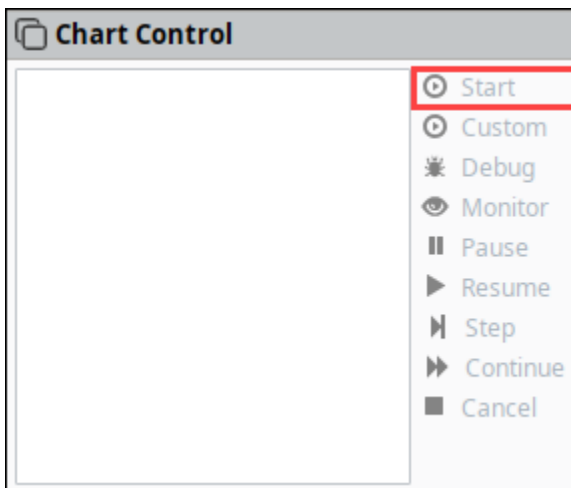 Chart Control
Start
Custom
Debug
Monitor
Pause
Resume
Step
Continue
Cancel